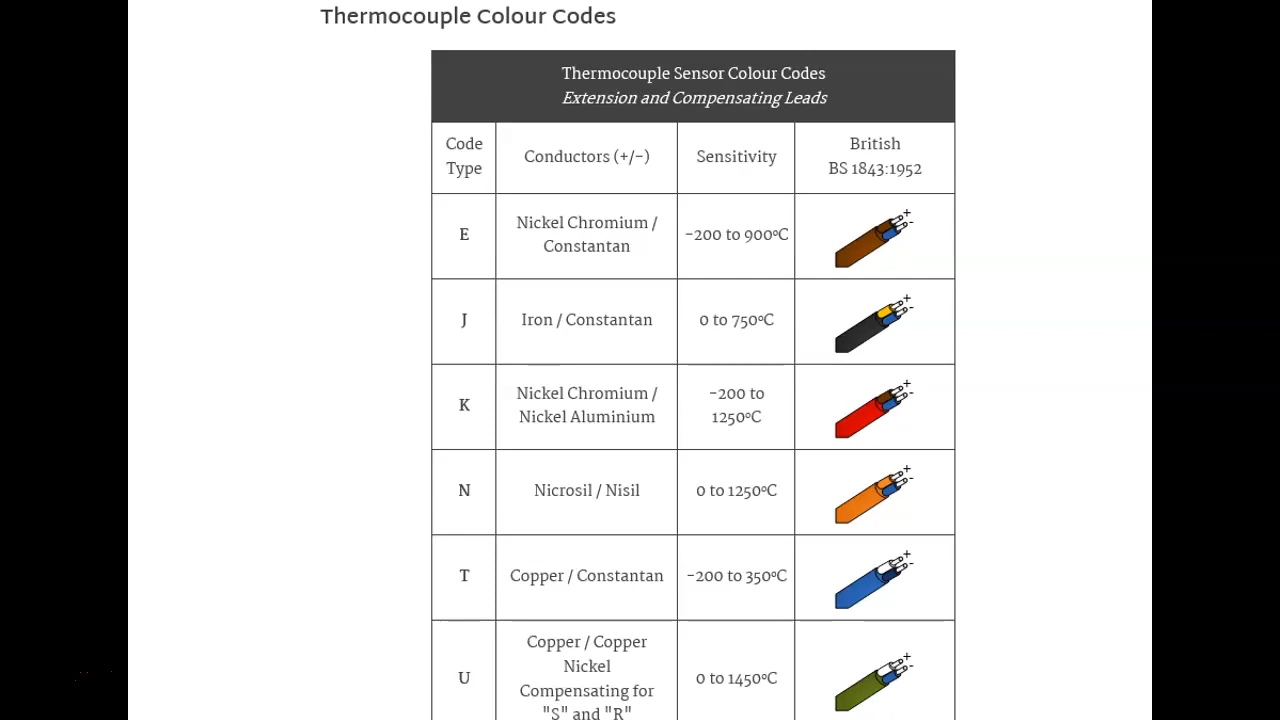 Thermocouple Colour Codes
Thermocouple Sensor Colour Codes
Extension and Compensating Leads
Code
Type
Conductors (+/-)
Sensitivity
British
BS 1843:1952
E
Nickel Chromium /
Constantan
-200 to 900ºC
+
-
J
Iron / Constantan
0 to 750ºC
+
-
K
Nickel Chromium /
Nickel Aluminium
-200 to
1250ºC
+
-
N
Nicrosil / Nisil
0 to 1250ºC
+
-
T
Copper / Constantan
-200 to 350ºC
+
-
U
Copper / Copper
Nickel
Compensating for
"S" and "R"
0 to 1450ºC
+
-